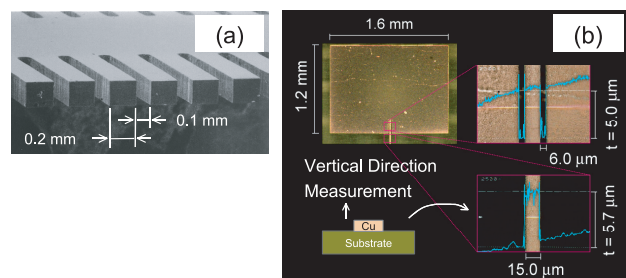 (a)
0.1 mm
0.2 mm
(b)
1.6 mm
1.2 mm
t = 5.0 μm
6.0 μm
Vertical Direction
Measurement
Cu
Substrate
t = 5.7 μm
15.0 μm